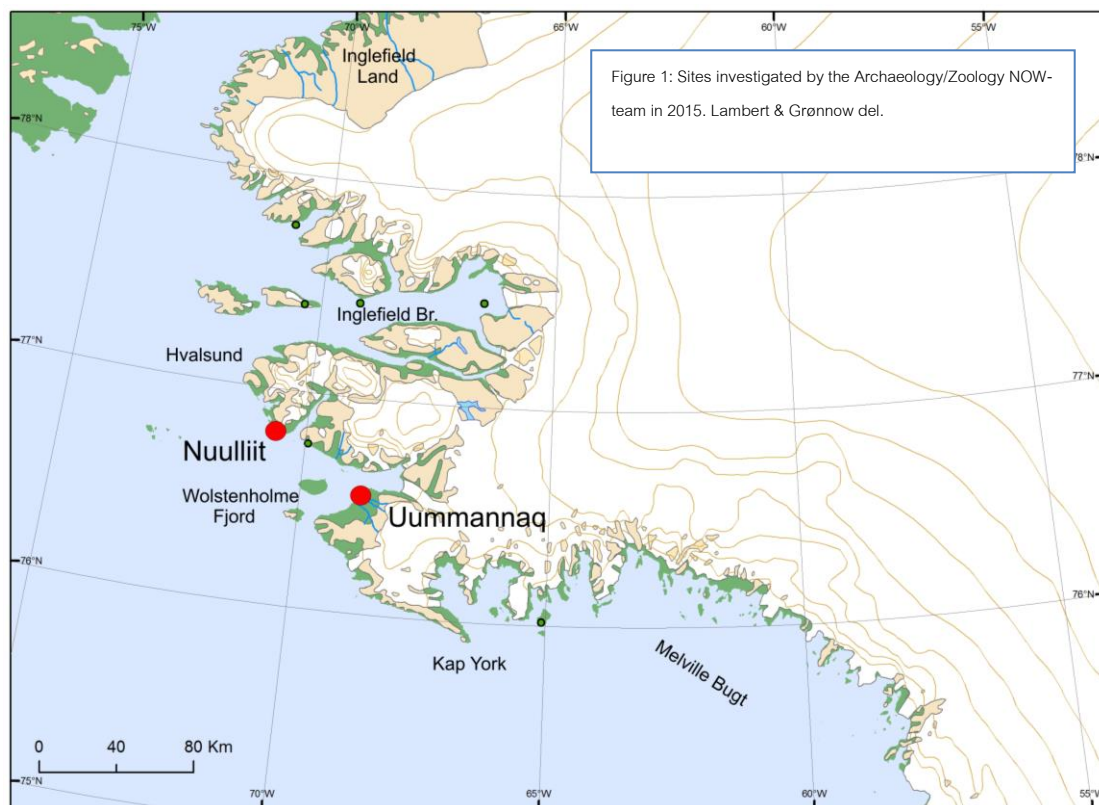 75°W
70°W
65°W
60°W
55°W
Inglefield
Land
Figure 1: Sites investigated by the Archaeology/Zoology NOW-
team in 2015. Lambert & Grønnow del.
78°N
78°N
Inglefield Br.
77°N
Hvalsund
77°N
Nuulliit
Wolstenholme
Fjord
Uummannaq
76°N
76°N
Kap York
Melville Bugt
0 40 80 Km
75°N
70°W
65°W
60°W
55°W